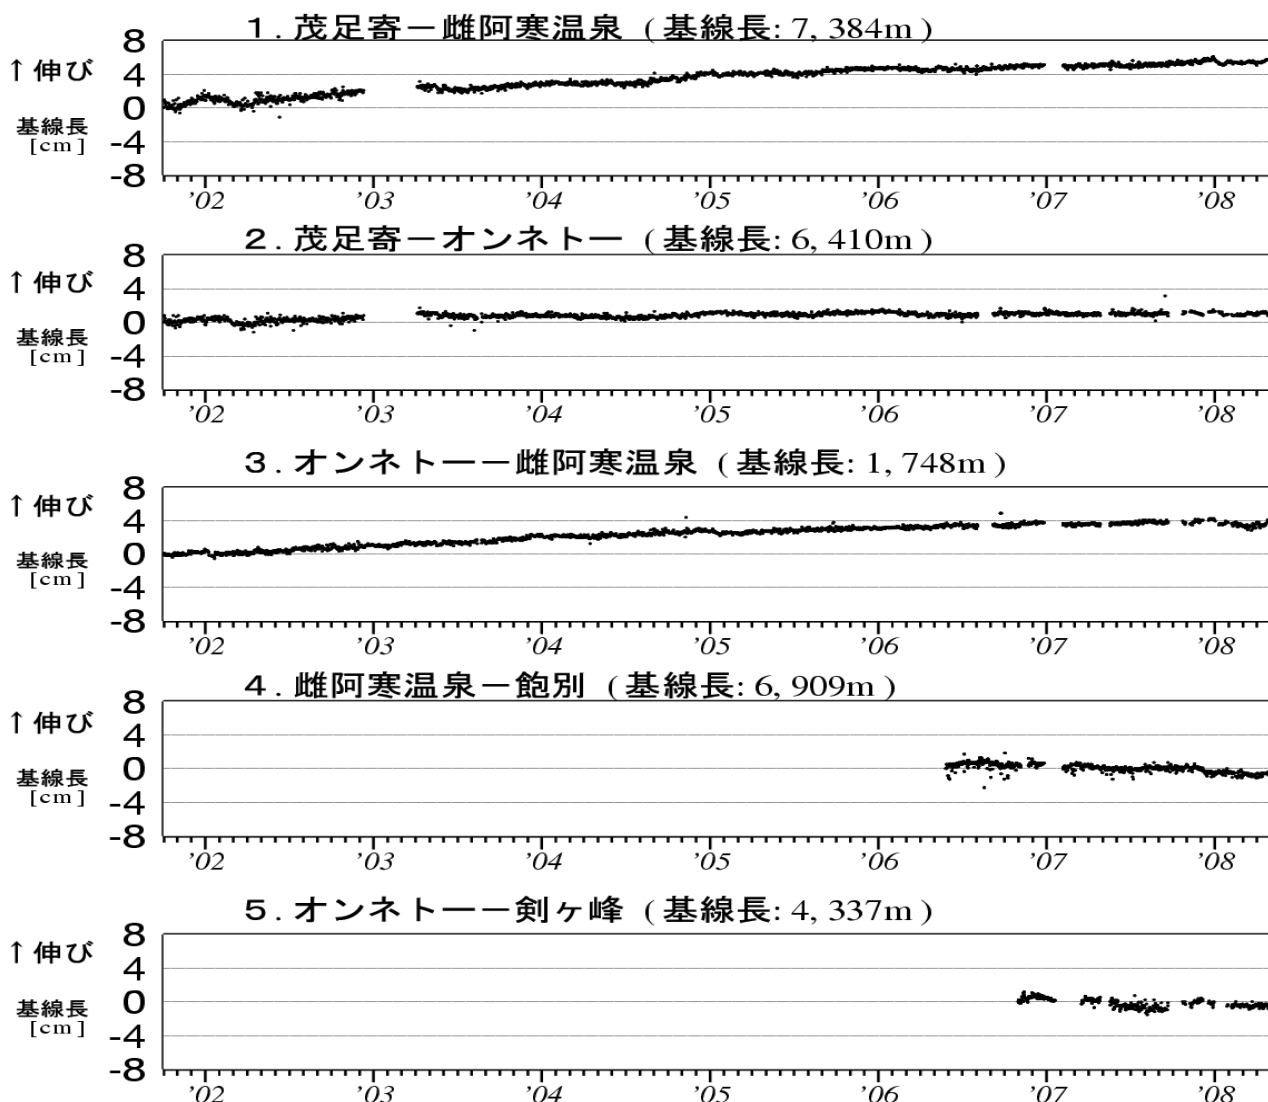 1. 茂足寄－雌阿寒温泉 (基線長: 7, 384m)
8
↑伸び
4
0
基線長
[cm]
-4
-8
'02 '03 '04 '05 '06 '07 '08
2. 茂足寄－オンネトー (基線長: 6, 410m)
8
↑伸び
4
0
基線長
[cm]
-4
-8
'02 '03 '04 '05 '06 '07 '08
3. オンネトー－雌阿寒温泉 (基線長: 1, 748m)
8
↑伸び
4
0
基線長
[cm]
-4
-8
'02 '03 '04 '05 '06 '07 '08
4. 雌阿寒温泉－飽別 (基線長: 6, 909m)
8
↑伸び
4
0
基線長
[cm]
-4
-8
'02 '03 '04 '05 '06 '07 '08
5. オンネトー－剣ヶ峰 (基線長: 4, 337m)
8
↑伸び
4
0
基線長
[cm]
-4
-8
'02 '03 '04 '05 '06 '07 '08